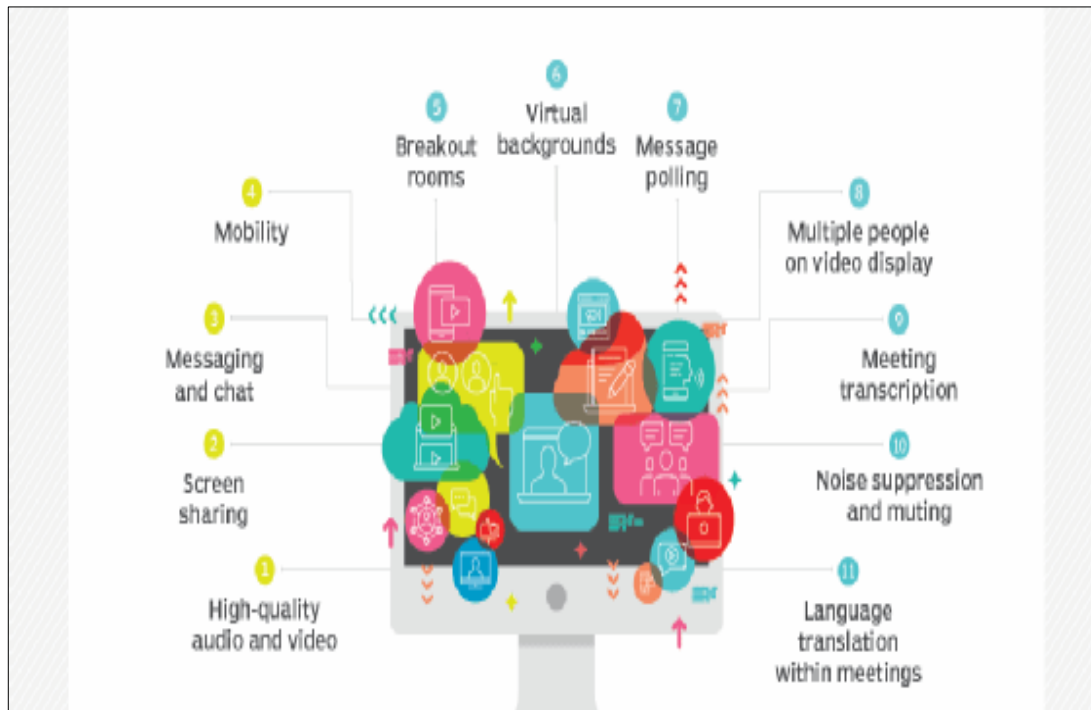 1
High-quality
audio and video
2
Screen
sharing
3
Messaging
and chat
4
Mobility
5
Breakout
rooms
6
Virtual
backgrounds
7
Message
polling
8
Multiple people
on video display
9
Meeting
transcription
10
Noise suppression
and muting
11
Language
translation
within meetings